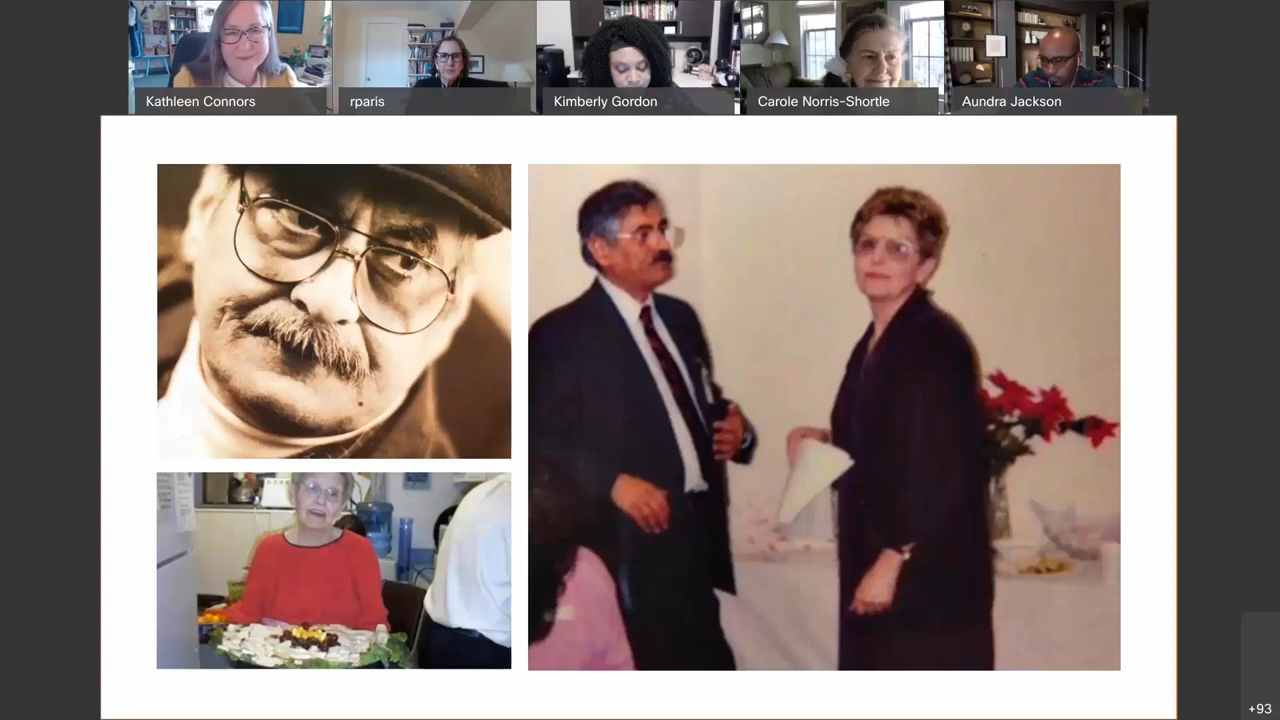 Kathleen Connors
rparis
Kimberly Gordon
Carole Norris-Shortle
Aundra Jackson
+93